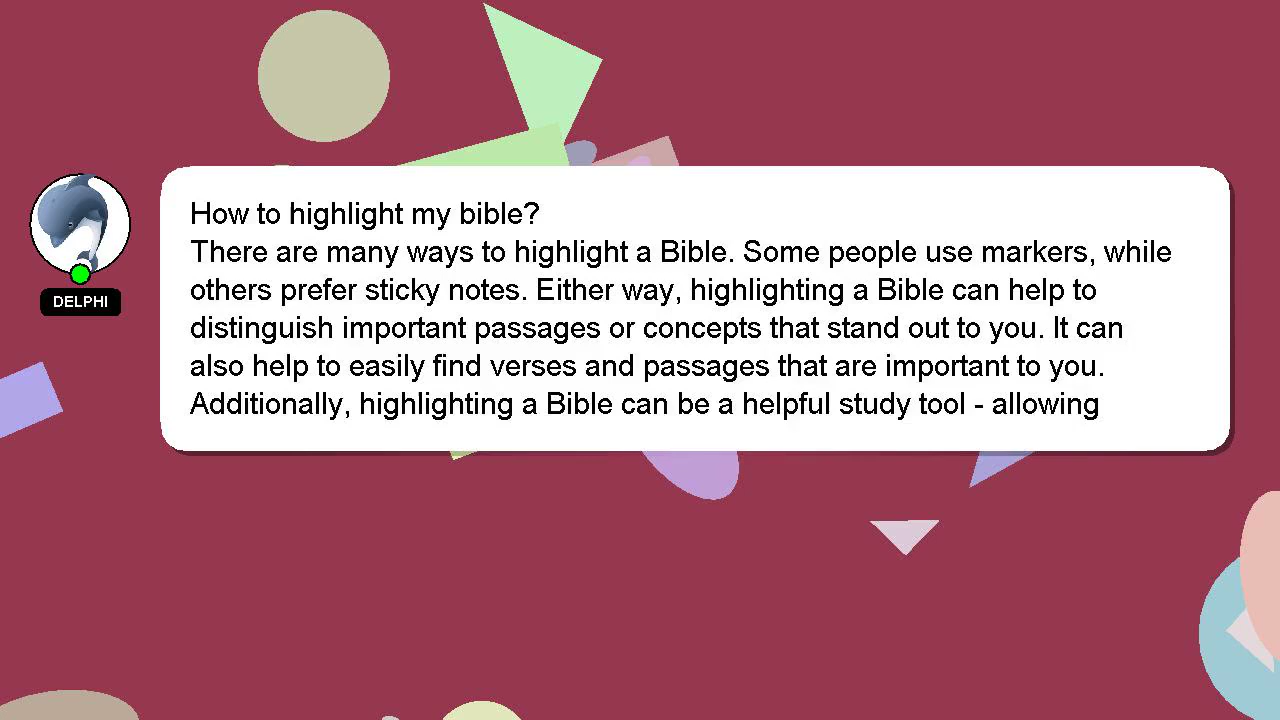 How to highlight my bible?
There are many ways to highlight a Bible. Some people use markers, while
others prefer sticky notes. Either way, highlighting a Bible can help to
distinguish important passages or concepts that stand out to you. It can
also help to easily find verses and passages that are important to you.
Additionally, highlighting a Bible can be a helpful study tool - allowing
DELPHI